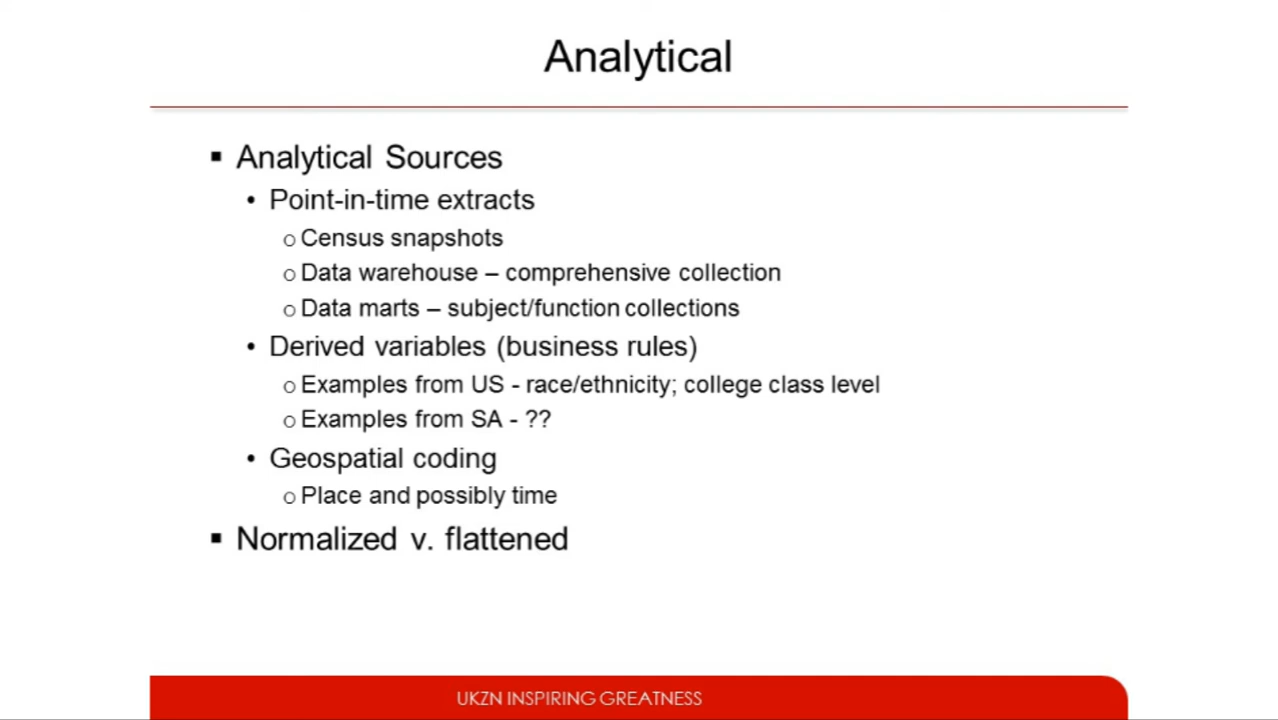 Analytical
▪ Analytical Sources
• Point-in-time extracts
o Census snapshots
o Data warehouse – comprehensive collection
o Data marts – subject/function collections
• Derived variables (business rules)
o Examples from US - race/ethnicity; college class level
o Examples from SA - ??
• Geospatial coding
o Place and possibly time
▪ Normalized v. flattened
UKZN INSPIRING GREATNESS